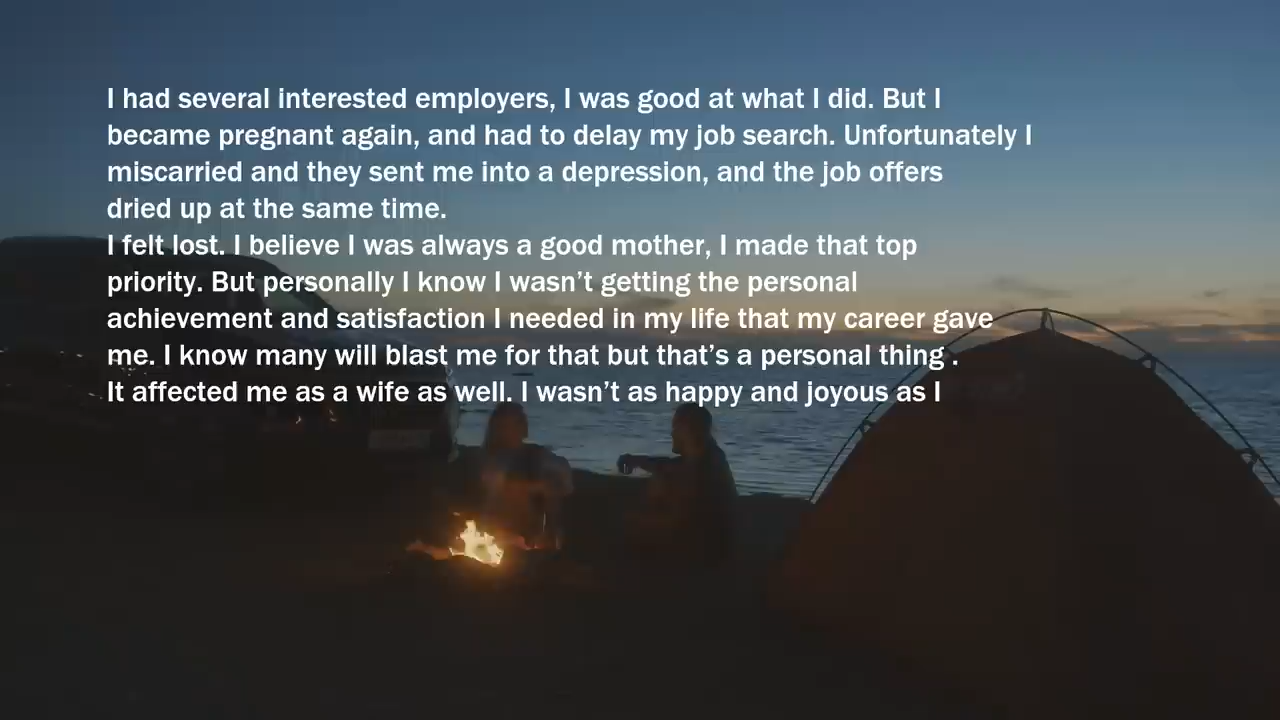 I had several interested employers, I was good at what I did. But I
became pregnant again, and had to delay my job search. Unfortunately I
miscarried and they sent me into a depression, and the job offers
dried up at the same time.
I felt lost. I believe I was always a good mother, I made that top
priority. But personally I know I wasn’t getting the personal
achievement and satisfaction I needed in my life that my career gave
me. I know many will blast me for that but that’s a personal thing .
It affected me as a wife as well. I wasn’t as happy and joyous as I